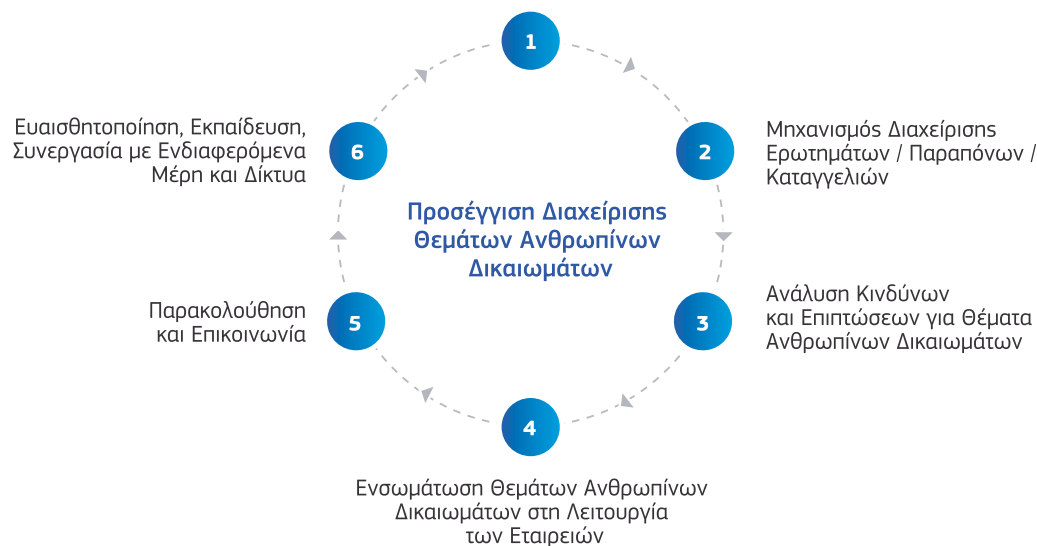 1
Ευαισθητοποίηση, Εκπαίδευση,
Συνεργασία με Ενδιαφερόμενα
Μέρη και Δίκτυα
6
2
Μηχανισμός Διαχείρισης
Ερωτημάτων / Παραπόνων /
Καταγγελιών
Προσέγγιση Διαχείρισης
Θεμάτων Ανθρωπίνων
Δικαιωμάτων
Παρακολούθηση
και Επικοινωνία
5
3
Ανάλυση Κινδύνων
και Επιπτώσεων για Θέματα
Ανθρωπίνων Δικαιωμάτων
4
Ενσωμάτωση Θεμάτων Ανθρωπίνων
Δικαιωμάτων στη Λειτουργία
των Εταιρειών